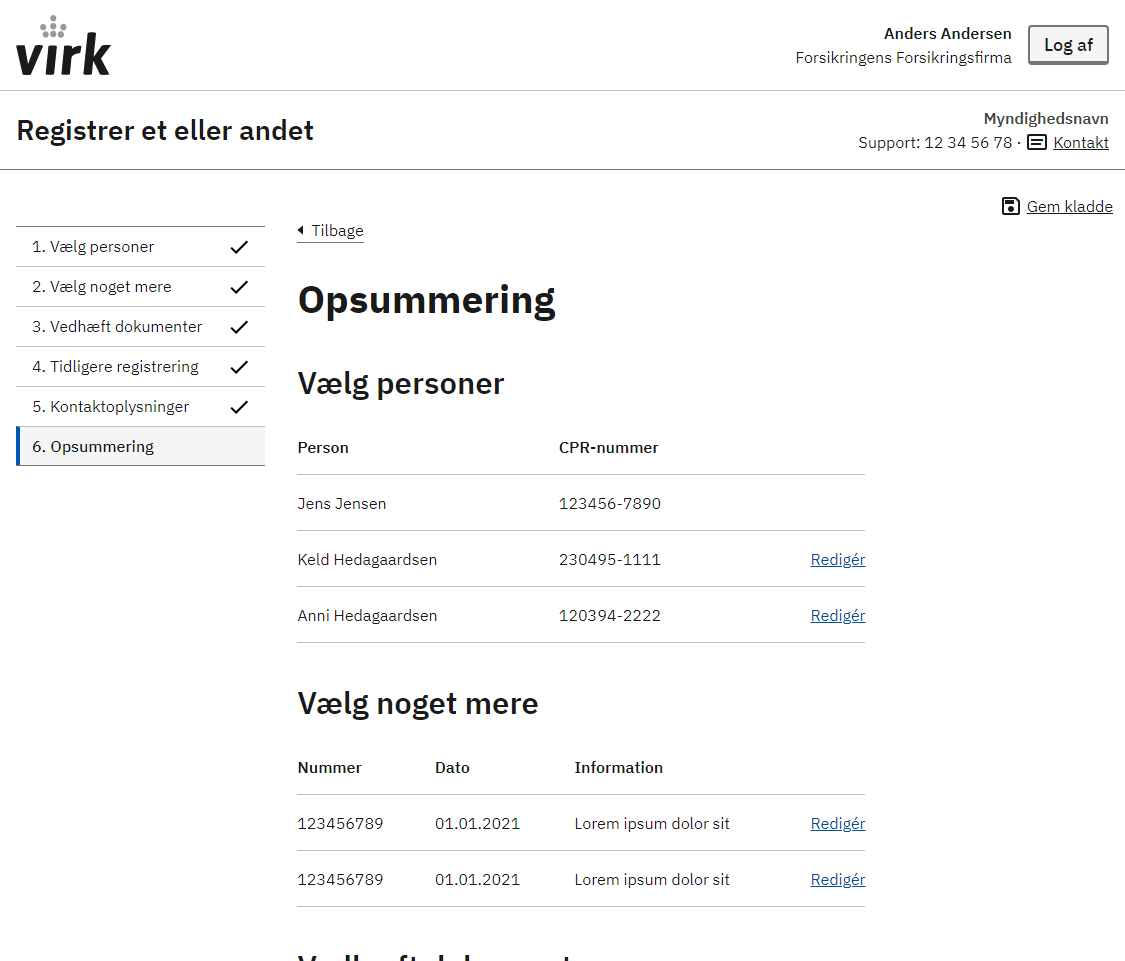 virk
Anders Andersen
Forsikringens Forsikringsfirma
Log af
Registrer et eller andet
Myndighedsnavn
Support: 12 34 56 78 · Kontakt
Gem kladde
1. Vælg personer
2. Vælg noget mere
3. Vedhæft dokumenter
4. Tidligere registrering
5. Kontaktoplysninger
6. Opsummering
Tilbage
Opsummering
Vælg personer
Person CPR-nummer
Jens Jensen 123456-7890
Keld Hedagaardsen 230495-1111 Redigér
Anni Hedagaardsen 120394-2222 Redigér
Vælg noget mere
Nummer Dato Information
123456789 01.01.2021 Lorem ipsum dolor sit Redigér
123456789 01.01.2021 Lorem ipsum dolor sit Redigér